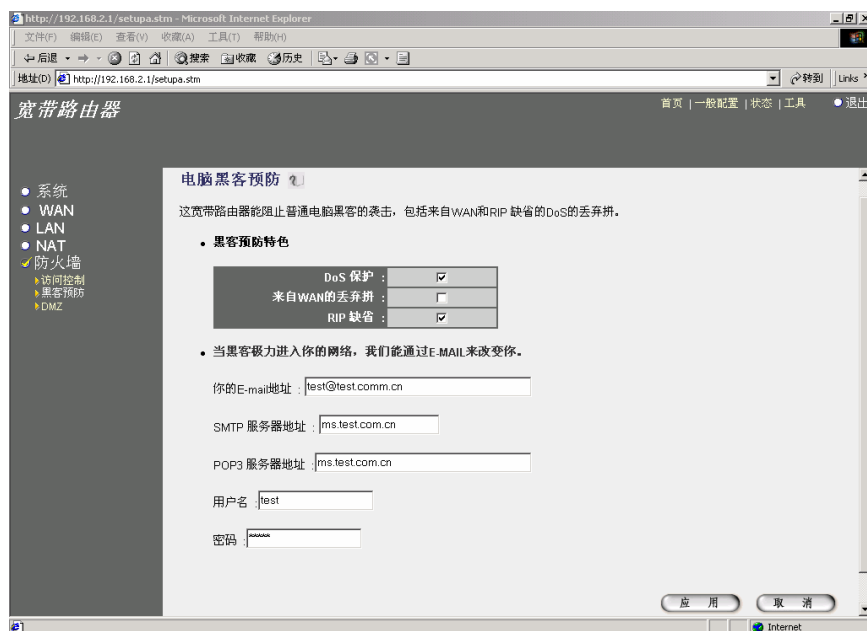 http://192.168.2.1/setupa.stm - Microsoft Internet Explorer
文件(F) 编辑(E) 查看(V) 收藏(A) 工具(T) 帮助(H)
后退 搜索 收藏 历史
地址(D) http://192.168.2.1/setupa.stm 转到 Links
宽带路由器
首页 | 一般配置 | 状态 | 工具 退出
系统
WAN
LAN
NAT
防火墙
访问控制
黑客预防
DMZ
电脑黑客预防
这宽带路由器能阻止普通电脑黑客的袭击，包括来自WAN和RIP 缺省的DoS的丢弃拼。
黑客预防特色
DoS 保护 :
来自WAN的丢弃拼 :
RIP 缺省 :
当黑客极力进入你的网络，我们能通过E-MAIL来改变你。
你的E-mail地址 : test@test.comm.cn
SMTP 服务器地址 : ms.test.com.cn
POP3 服务器地址 : ms.test.com.cn
用户名 : test
密码 : *****
应 用 取 消
Internet